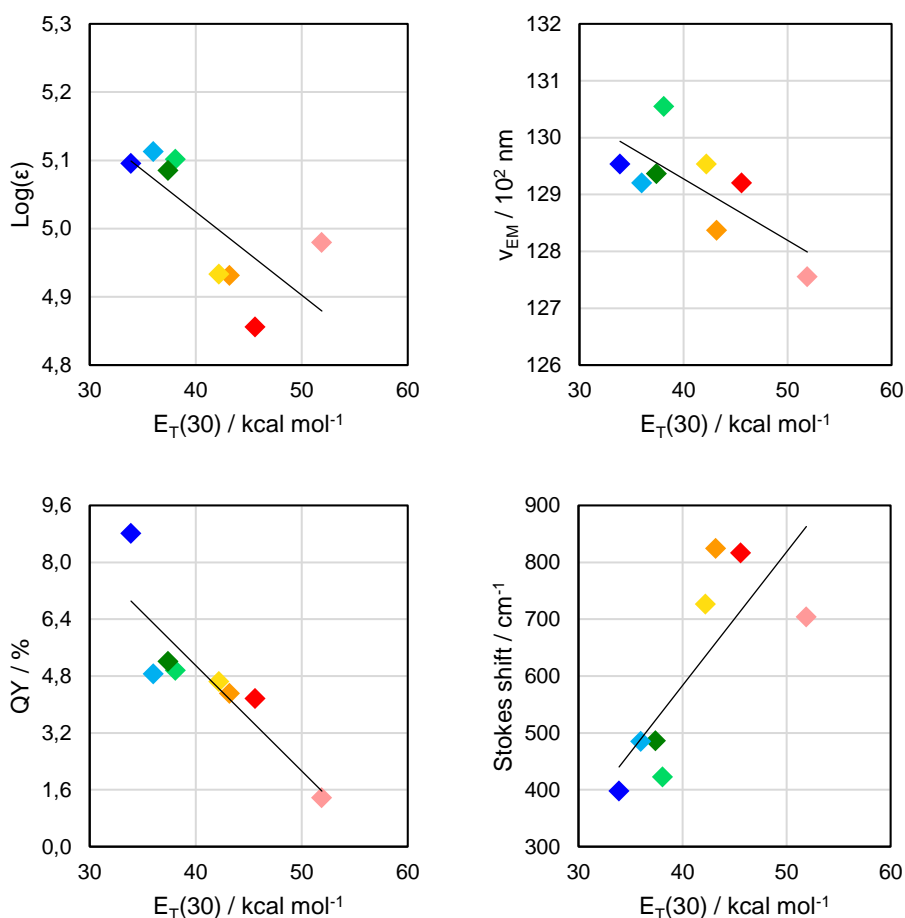 5,3
5,2
5,1
5,0
4,9
4,8
Log(ε)
30 40 50 60
E_T(30) / kcal mol⁻¹
132
131
130
129
128
127
126
ν_EM / 10² nm
30 40 50 60
E_T(30) / kcal mol⁻¹
9,6
8,0
6,4
4,8
3,2
1,6
0,0
QY / %
30 40 50 60
E_T(30) / kcal mol⁻¹
900
800
700
600
500
400
300
Stokes shift / cm⁻¹
30 40 50 60
E_T(30) / kcal mol⁻¹